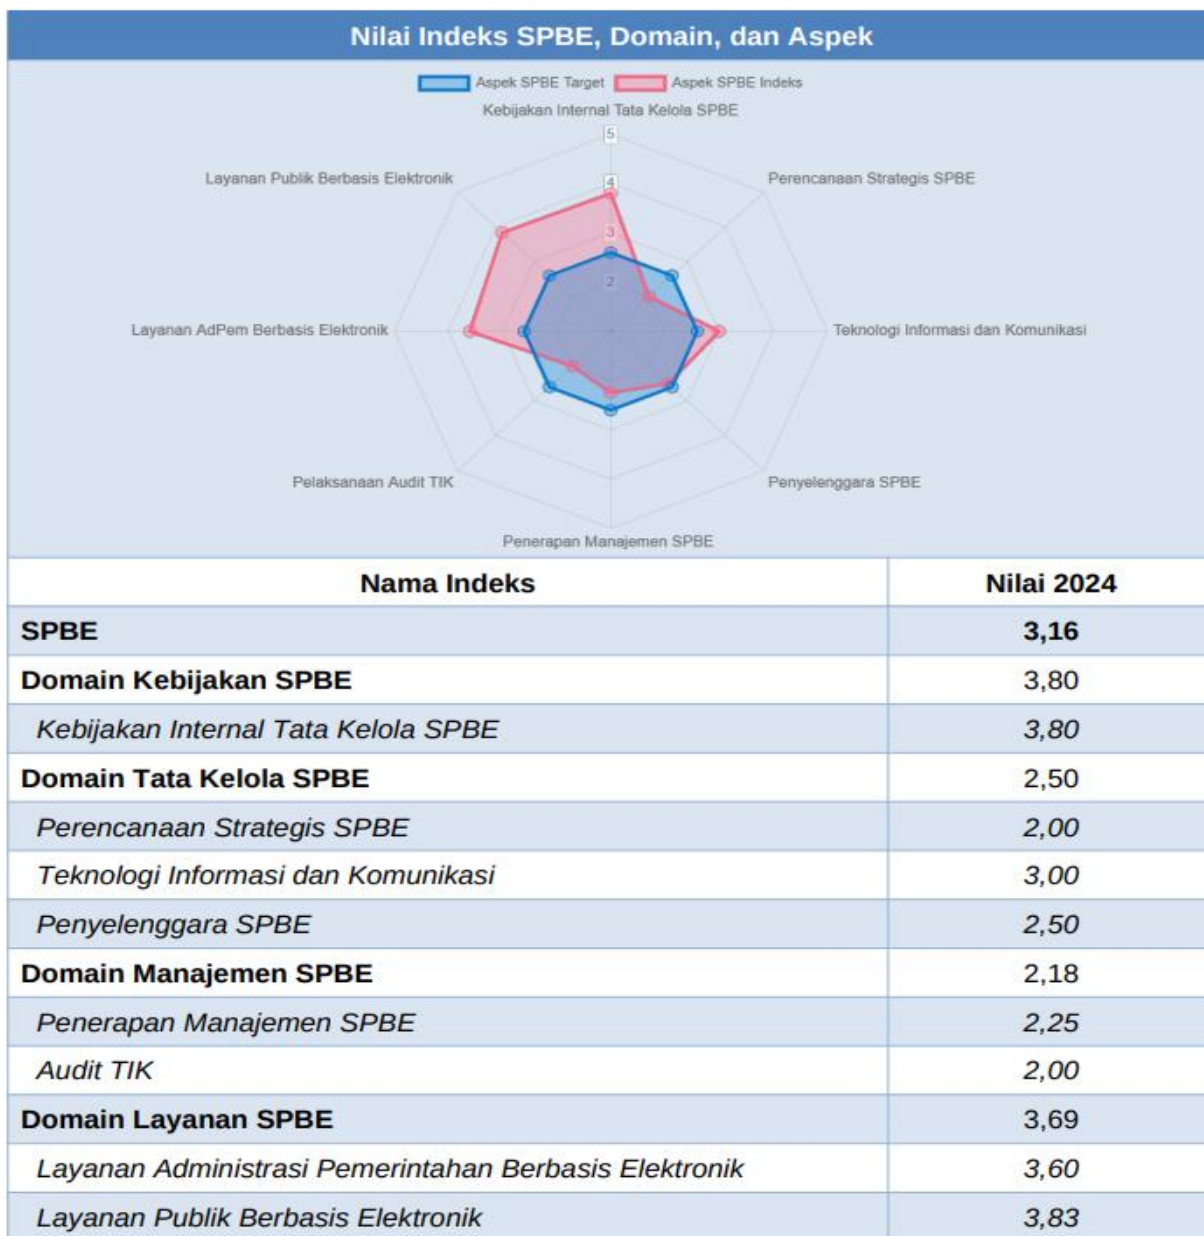 Nilai Indeks SPBE, Domain, dan Aspek
Aspek SPBE Target Aspek SPBE Indeks
Kebijakan Internal Tata Kelola SPBE
5
Layanan Publik Berbasis Elektronik
4
Perencanaan Strategis SPBE
3
2
Layanan AdPem Berbasis Elektronik
Teknologi Informasi dan Komunikasi
Pelaksanaan Audit TIK
Penyelenggara SPBE
Penerapan Manajemen SPBE
Nama Indeks Nilai 2024
SPBE 3,16
Domain Kebijakan SPBE 3,80
Kebijakan Internal Tata Kelola SPBE 3,80
Domain Tata Kelola SPBE 2,50
Perencanaan Strategis SPBE 2,00
Teknologi Informasi dan Komunikasi 3,00
Penyelenggara SPBE 2,50
Domain Manajemen SPBE 2,18
Penerapan Manajemen SPBE 2,25
Audit TIK 2,00
Domain Layanan SPBE 3,69
Layanan Administrasi Pemerintahan Berbasis Elektronik 3,60
Layanan Publik Berbasis Elektronik 3,83